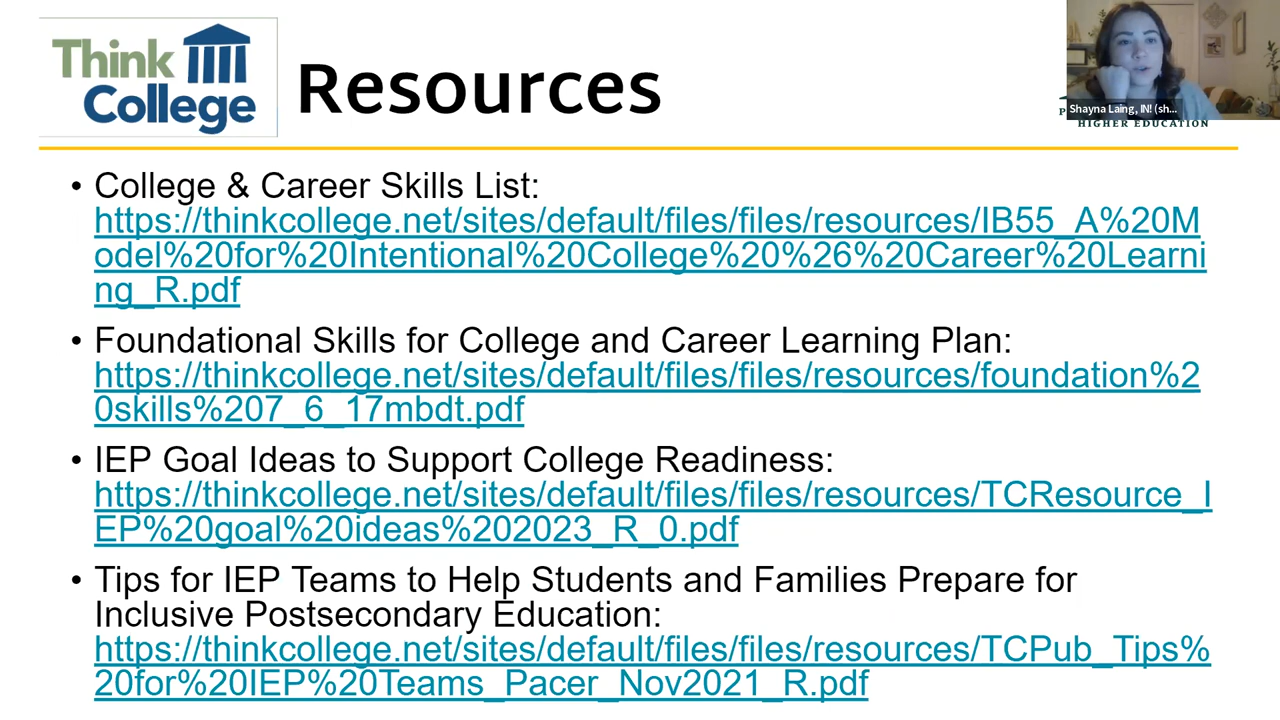 Think
College
Resources
Shayna Laing, IN! (sh...
HIGHER EDUCATION
• College & Career Skills List:
https://thinkcollege.net/sites/default/files/files/resources/IB55_A%20M
odel%20for%20Intentional%20College%20%26%20Career%20Learni
ng_R.pdf
• Foundational Skills for College and Career Learning Plan:
https://thinkcollege.net/sites/default/files/files/resources/foundation%2
0skills%207_6_17mbdt.pdf
• IEP Goal Ideas to Support College Readiness:
https://thinkcollege.net/sites/default/files/files/resources/TCResource_I
EP%20goal%20ideas%202023_R_0.pdf
• Tips for IEP Teams to Help Students and Families Prepare for
Inclusive Postsecondary Education:
https://thinkcollege.net/sites/default/files/files/resources/TCPub_Tips%
20for%20IEP%20Teams_Pacer_Nov2021_R.pdf